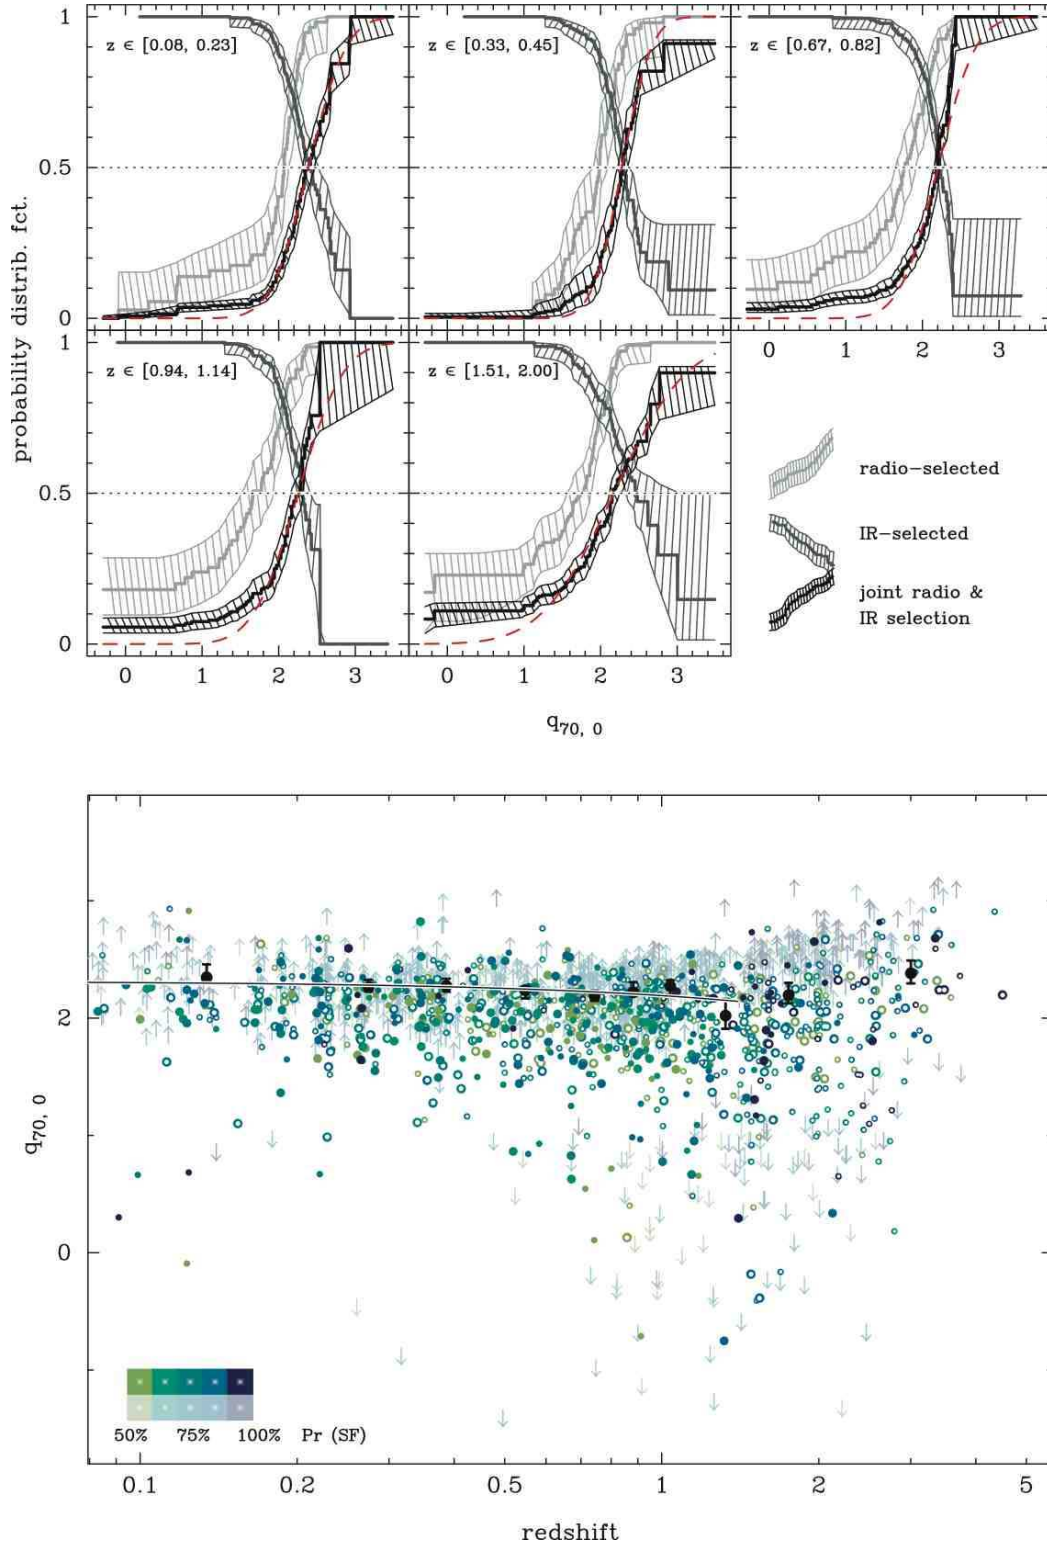 1
z ∈ [0.08, 0.23]
z ∈ [0.33, 0.45]
z ∈ [0.67, 0.82]
0.5
0
0 1 2 3
1
z ∈ [0.94, 1.14]
z ∈ [1.51, 2.00]
0.5
0
0 1 2 3
0 1 2 3
probability distrib. fct.
q70, 0
radio-selected
IR-selected
joint radio &
IR selection
2
0
q70, 0
50% 75% 100% Pr (SF)
0.1 0.2 0.5 1 2 5
redshift